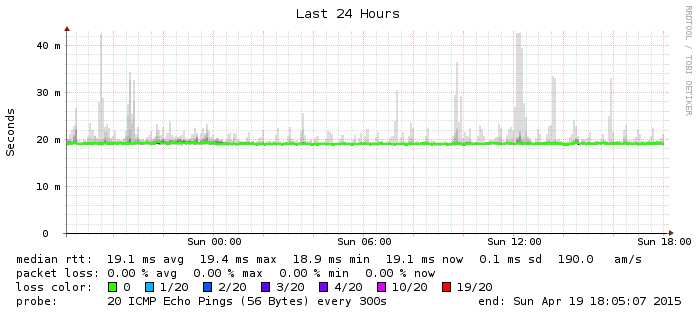 Last 24 Hours
RRDTOOL / TOBI OETIKER
Seconds
40 m
30 m
20 m
10 m
0
Sun 00:00 Sun 06:00 Sun 12:00 Sun 18:00
median rtt: 19.1 ms avg 19.4 ms max 18.9 ms min 19.1 ms now 0.1 ms sd 190.0 am/s
packet loss: 0.00 % avg 0.00 % max 0.00 % min 0.00 % now
loss color: 0 1/20 2/20 3/20 4/20 10/20 19/20
probe: 20 ICMP Echo Pings (56 Bytes) every 300s end: Sun Apr 19 18:05:07 2015